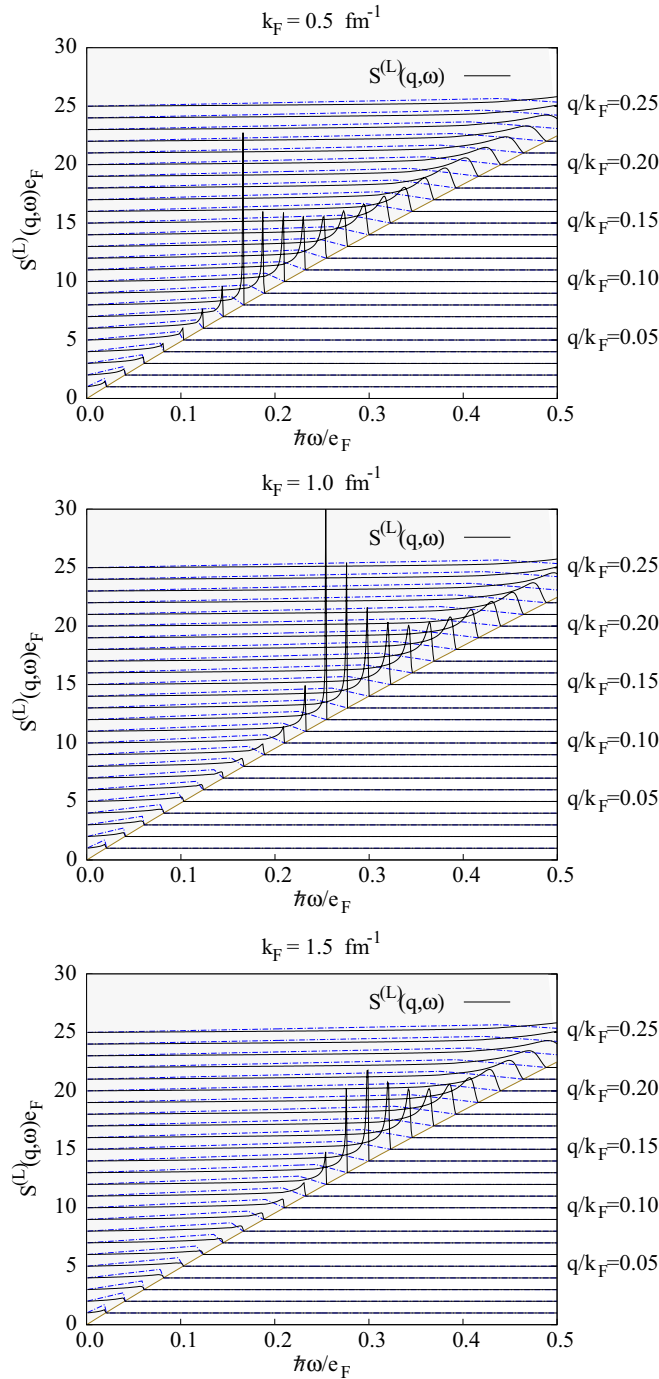 k_F = 0.5 fm⁻¹
30
25
20
15
10
5
0
S^(L)(q,ω)e_F
S^(L)(q,ω)
q/k_F=0.25
q/k_F=0.20
q/k_F=0.15
q/k_F=0.10
q/k_F=0.05
0.0 0.1 0.2 0.3 0.4 0.5
ħω/e_F
k_F = 1.0 fm⁻¹
30
25
20
15
10
5
0
S^(L)(q,ω)e_F
S^(L)(q,ω)
q/k_F=0.25
q/k_F=0.20
q/k_F=0.15
q/k_F=0.10
q/k_F=0.05
0.0 0.1 0.2 0.3 0.4 0.5
ħω/e_F
k_F = 1.5 fm⁻¹
30
25
20
15
10
5
0
S^(L)(q,ω)e_F
S^(L)(q,ω)
q/k_F=0.25
q/k_F=0.20
q/k_F=0.15
q/k_F=0.10
q/k_F=0.05
0.0 0.1 0.2 0.3 0.4 0.5
ħω/e_F